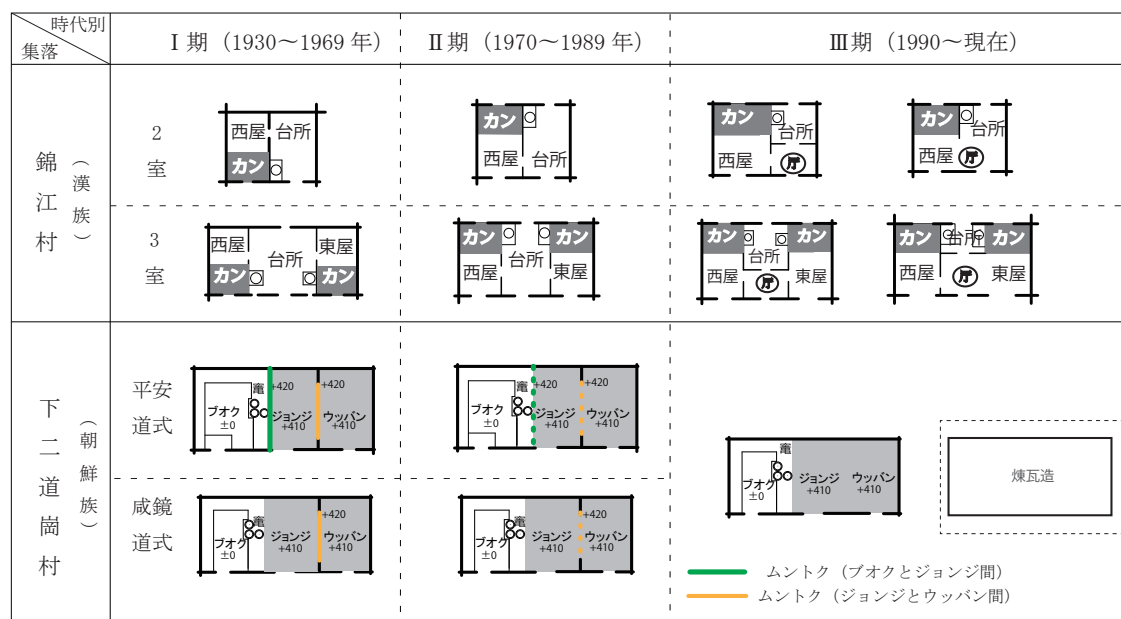 時代別
集落
Ⅰ期（1930～1969年）
Ⅱ期（1970～1989年）
Ⅲ期（1990～現在）
錦江村
（漢族）
2室
西屋 台所
カン
カン
西屋 台所
カン
台所
西屋 庁
カン
台所
西屋 庁
3室
西屋 東屋
台所
カン カン
カン カン
台所
西屋 東屋
カン カン
台所
西屋 東屋
庁
カン 台所 カン
西屋 東屋
庁
下二道崗村
（朝鮮族）
平安道式
竈 +420 +420
ブオク ジョンジ ウッバン
±0 +410 +410
竈 +420 +420
ブオク ジョンジ ウッバン
±0 +410 +410
竈
ブオク ジョンジ ウッバン
±0 +410 +410
煉瓦造
咸鏡道式
竈 +420
ブオク ジョンジ ウッバン
±0 +410 +410
竈 +420
ブオク ジョンジ ウッバン
±0 +410 +410
ムントク（ブオクとジョンジ間）
ムントク（ジョンジとウッバン間）